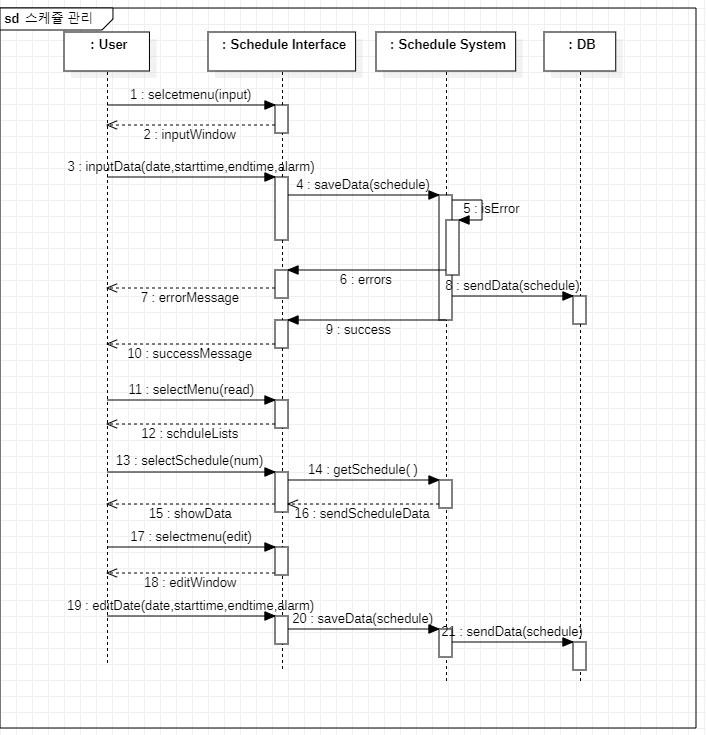 sd 스케쥴 관리
: User
: Schedule Interface
: Schedule System
: DB
1 : selcetmenu(input)
2 : inputWindow
3 : inputData(date,starttime,endtime,alarm)
4 : saveData(schedule)
5 : isError
6 : errors
7 : errorMessage
8 : sendData(schedule)
9 : success
10 : successMessage
11 : selectMenu(read)
12 : schduleLists
13 : selectSchedule(num)
14 : getSchedule( )
15 : showData
16 : sendScheduleData
17 : selectmenu(edit)
18 : editWindow
19 : editDate(date,starttime,endtime,alarm)
20 : saveData(schedule)
21 : sendData(schedule)